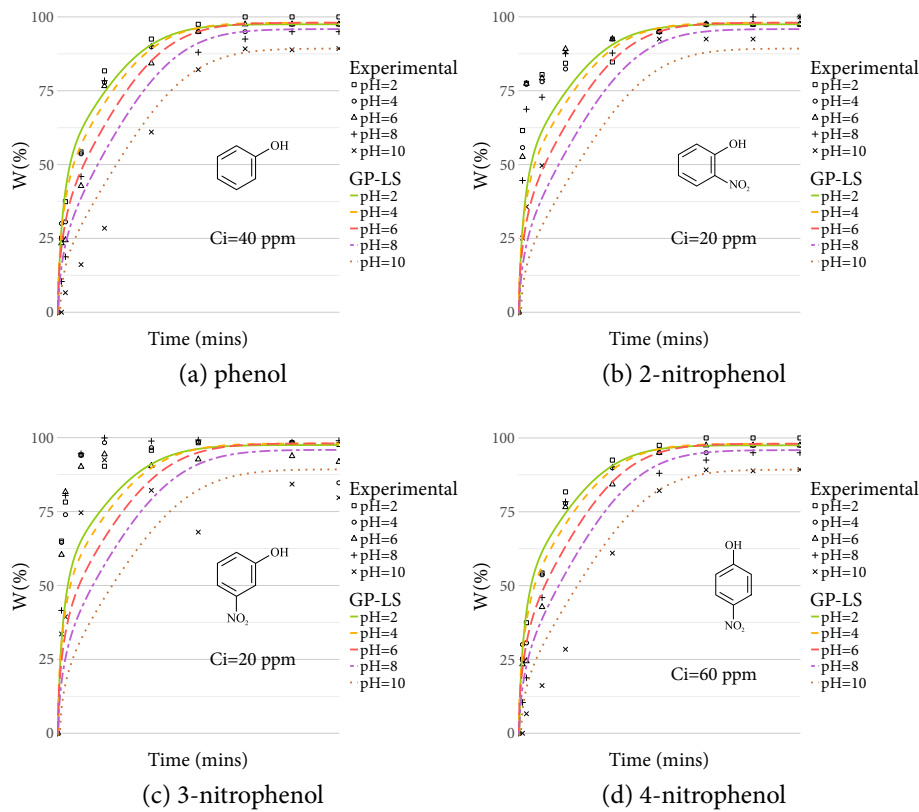 100
75
50
25
0
W(%)
OH
Ci=40 ppm
Time (mins)
Experimental
pH=2
pH=4
pH=6
pH=8
pH=10
GP-LS
pH=2
pH=4
pH=6
pH=8
pH=10
(a) phenol
100
75
50
25
0
W(%)
OH
NO₂
Ci=20 ppm
Time (mins)
Experimental
pH=2
pH=4
pH=6
pH=8
pH=10
GP-LS
pH=2
pH=4
pH=6
pH=8
pH=10
(b) 2-nitrophenol
100
75
50
25
0
W(%)
OH
NO₂
Ci=20 ppm
Time (mins)
Experimental
pH=2
pH=4
pH=6
pH=8
pH=10
GP-LS
pH=2
pH=4
pH=6
pH=8
pH=10
(c) 3-nitrophenol
100
75
50
25
0
W(%)
OH
NO₂
Ci=60 ppm
Time (mins)
Experimental
pH=2
pH=4
pH=6
pH=8
pH=10
GP-LS
pH=2
pH=4
pH=6
pH=8
pH=10
(d) 4-nitrophenol